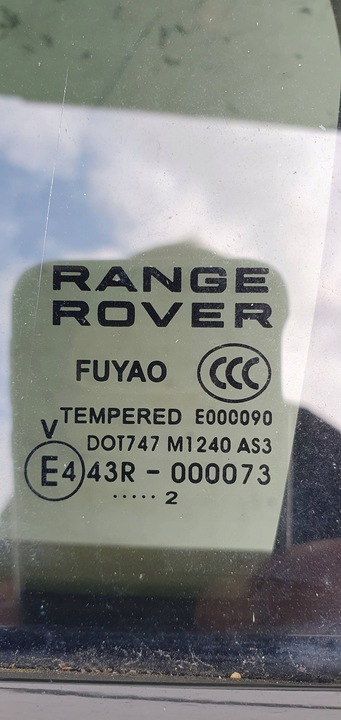 RANGE
ROVER
FUYAO CCC
TEMPERED E000090
V
DOT747 M1240 AS3
E4 43R - 000073
..... 2